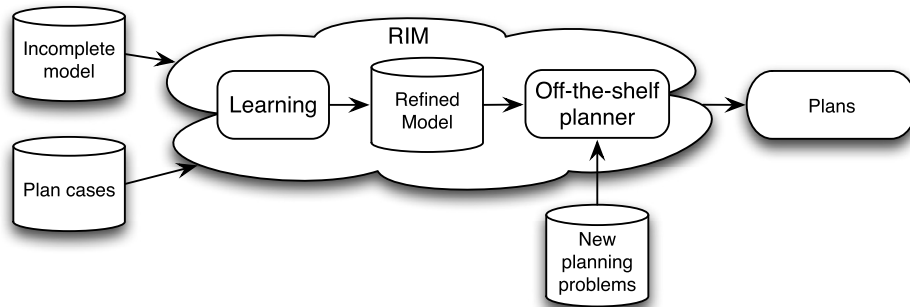 RIM
Incomplete
model
Learning
Refined
Model
Off-the-shelf
planner
Plans
Plan cases
New
planning
problems